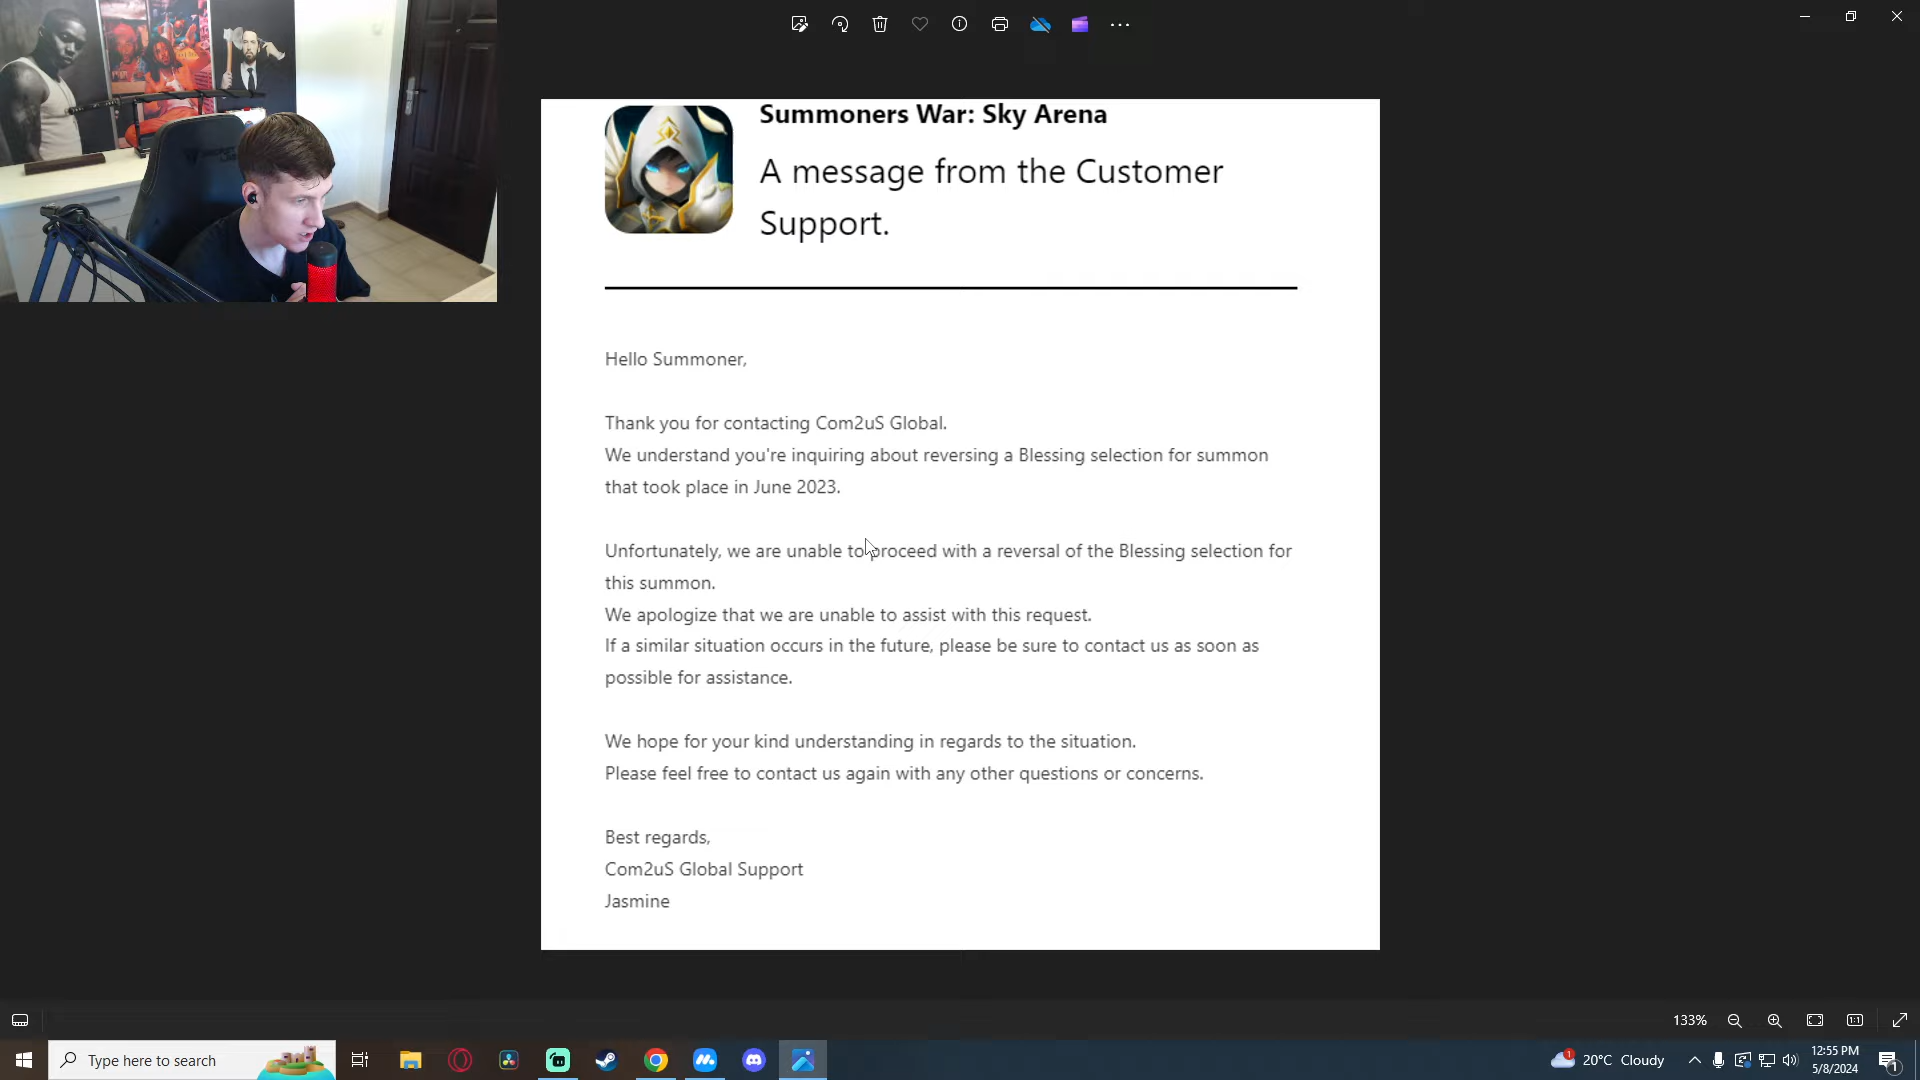 Summoners War: Sky Arena
A message from the Customer
Support.
Hello Summoner,
Thank you for contacting Com2uS Global.
We understand you're inquiring about reversing a Blessing selection for summon
that took place in June 2023.
Unfortunately, we are unable to proceed with a reversal of the Blessing selection for
this summon.
We apologize that we are unable to assist with this request.
If a similar situation occurs in the future, please be sure to contact us as soon as
possible for assistance.
We hope for your kind understanding in regards to the situation.
Please feel free to contact us again with any other questions or concerns.
Best regards,
Com2uS Global Support
Jasmine
133%
1:1
Type here to search
1
20°C Cloudy
12:55 PM
5/8/2024
1